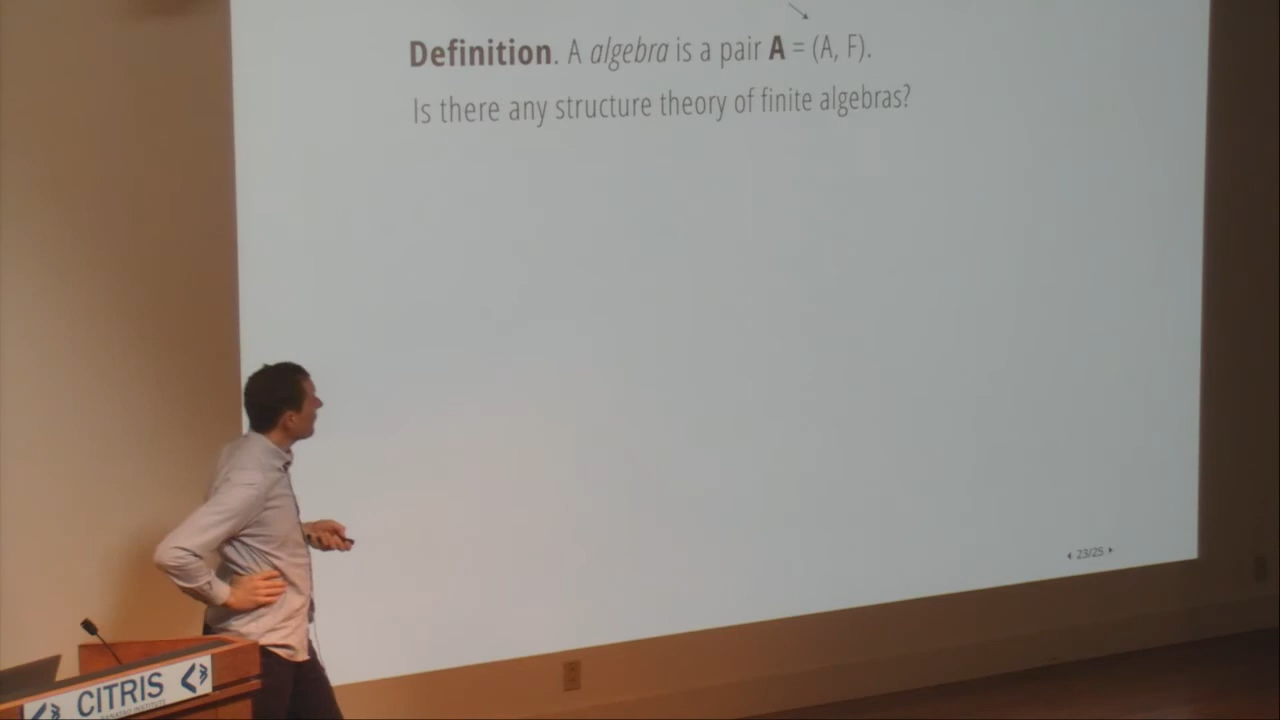 Definition. A algebra is a pair A = (A, F).
Is there any structure theory of finite algebras?
23/25
CITRIS